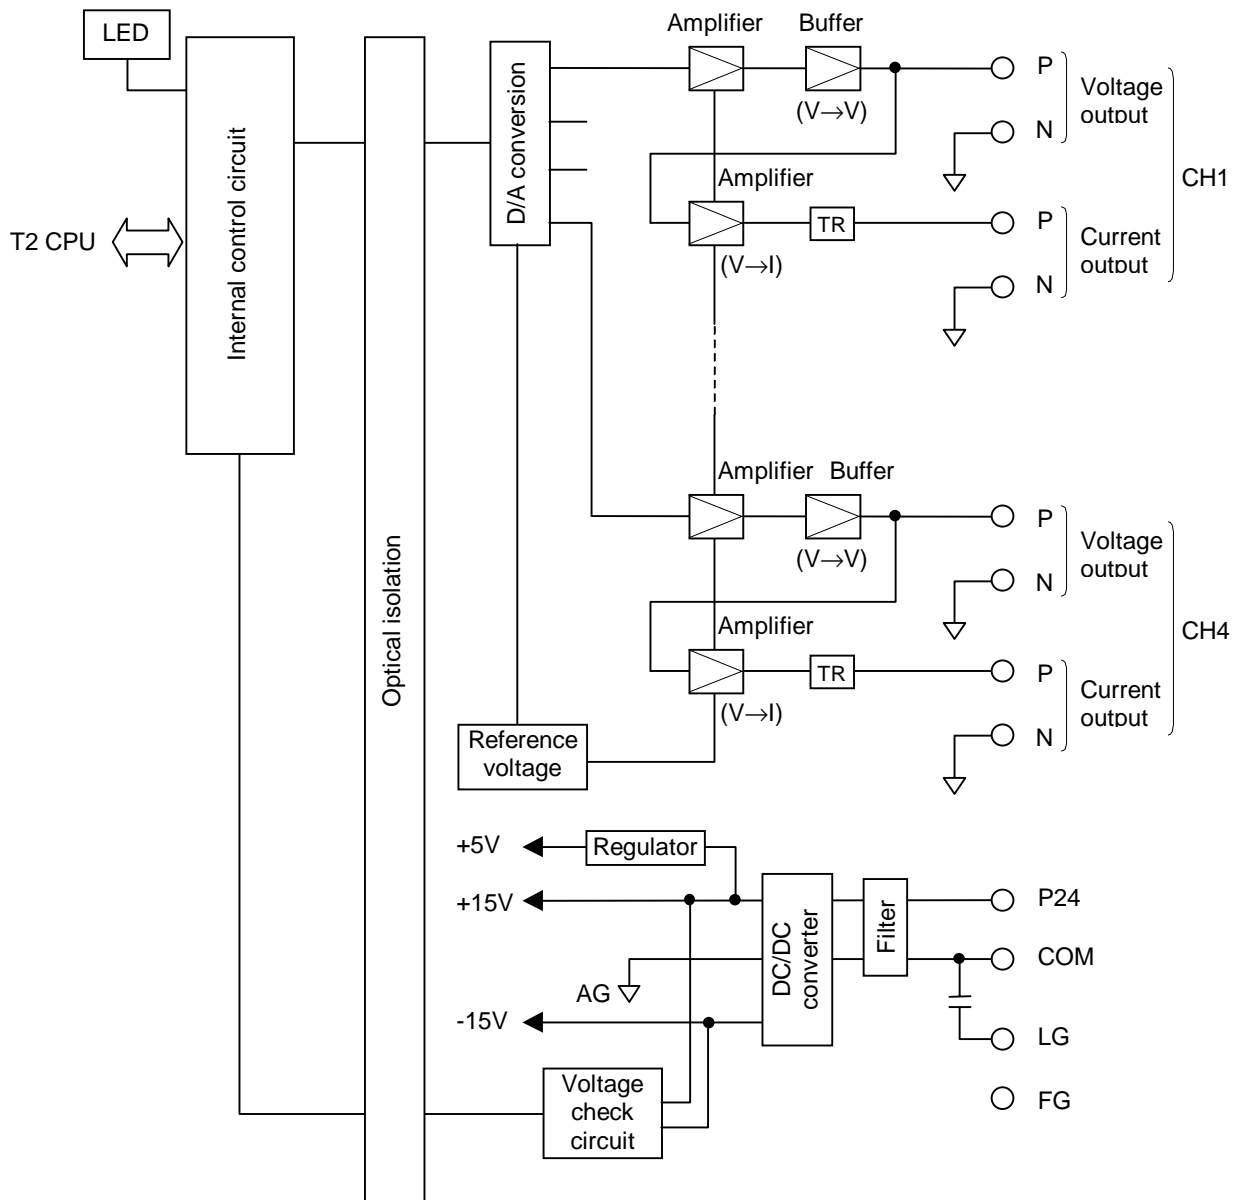 LED
Internal control circuit
T2 CPU
Optical isolation
D/A conversion
Amplifier
Buffer
(V→V)
P
N
Voltage
output
Amplifier
(V→I)
TR
P
N
Current
output
CH1
Amplifier
Buffer
(V→V)
P
N
Voltage
output
Amplifier
(V→I)
TR
P
N
Current
output
CH4
Reference
voltage
+5V
Regulator
+15V
AG
-15V
DC/DC
converter
Filter
P24
COM
LG
FG
Voltage
check
circuit